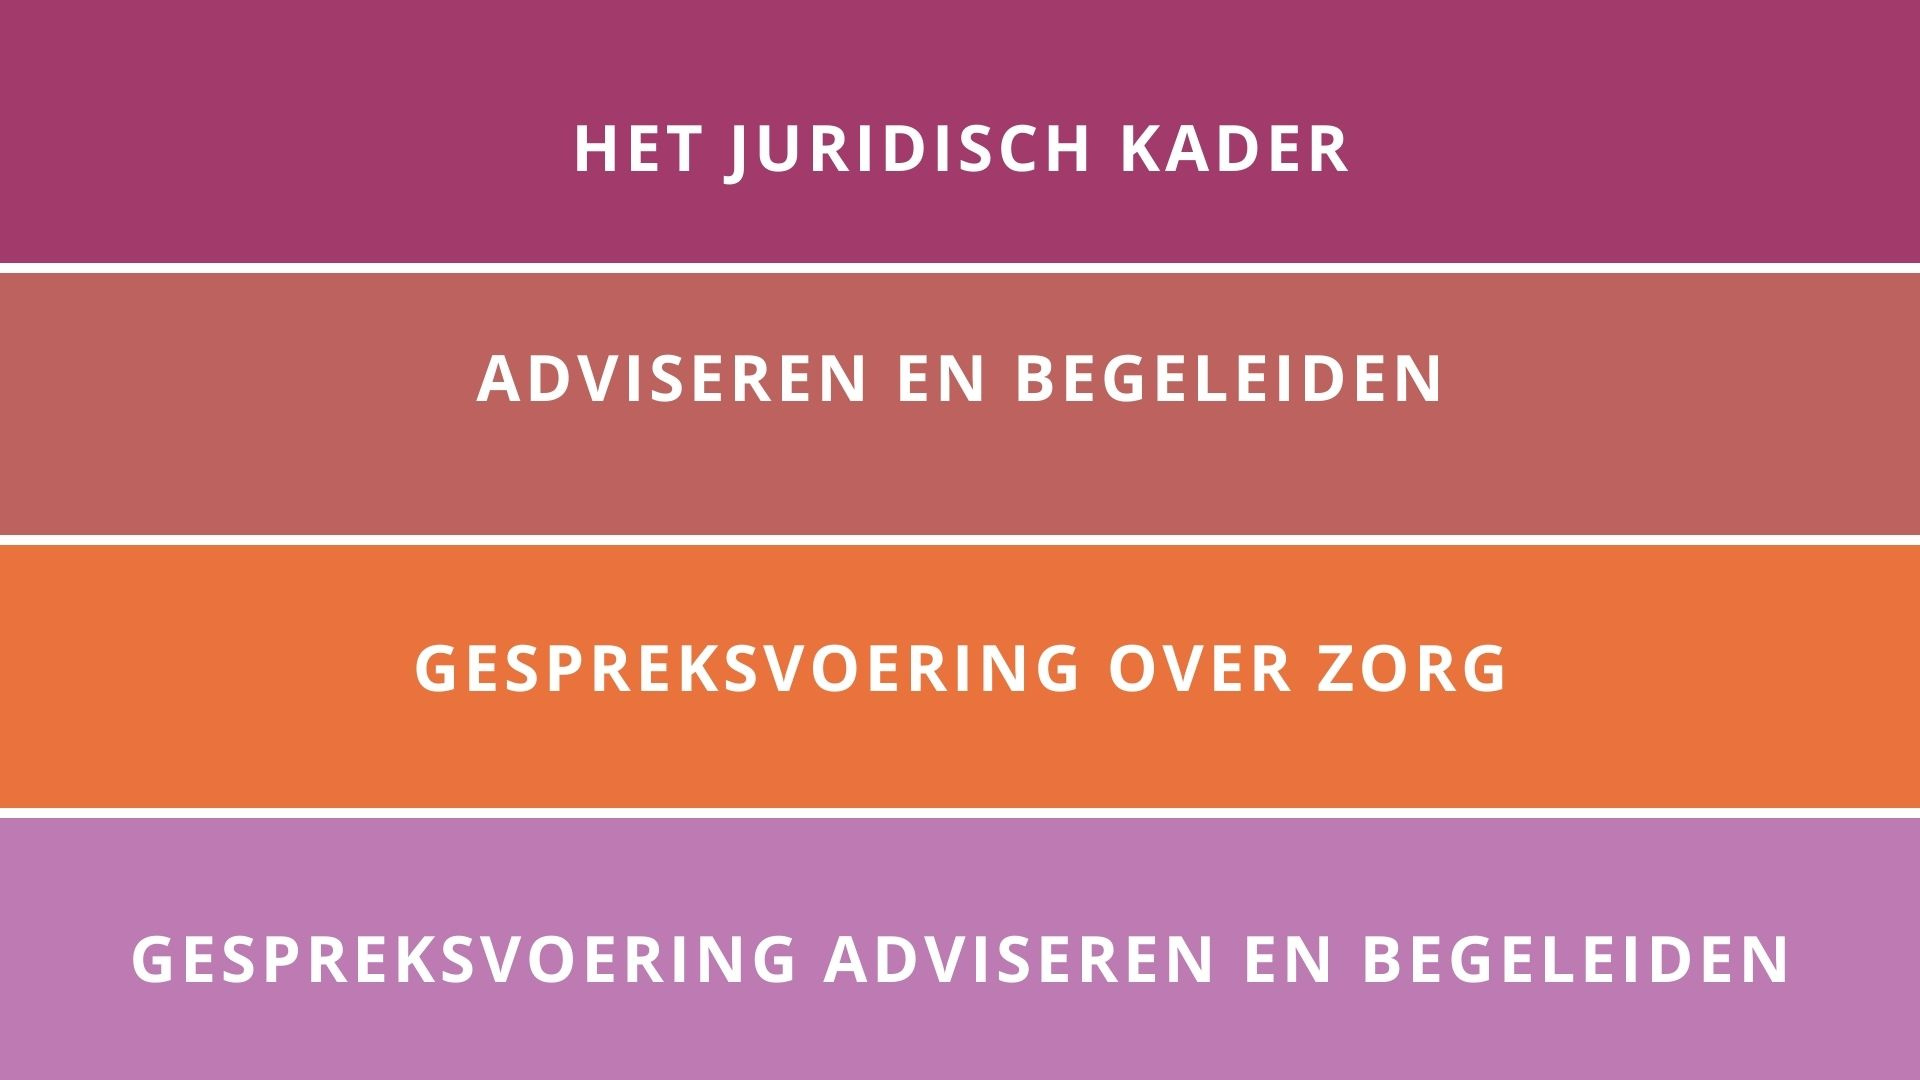 HET JURIDISCH KADER
ADVISEREN EN BEGELEIDEN
GESPREKSVOERING OVER ZORG
GESPREKSVOERING ADVISEREN EN BEGELEIDEN